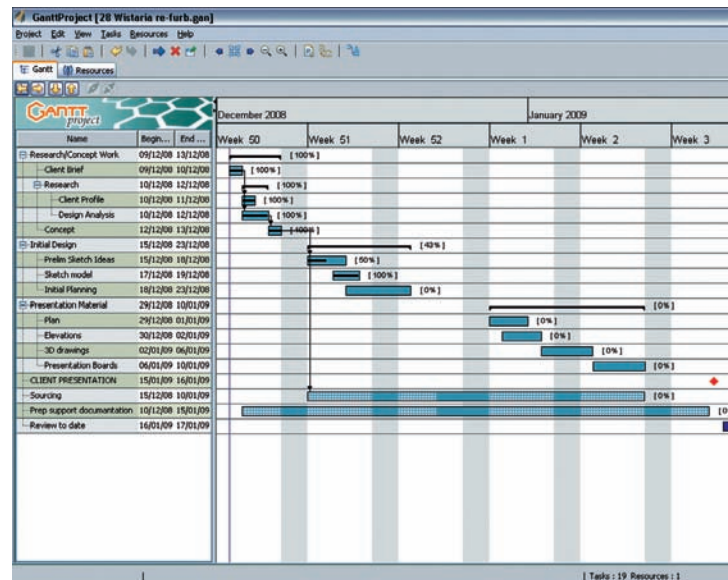 GanttProject [28 Wistaria re-furb.gan]
Project Edit View Tasks Resources Help
Gantt Resources
GANTT project
December 2008 January 2009
Name Begin... End ... Week 50 Week 51 Week 52 Week 1 Week 2 Week 3
Research/Concept Work 09/12/08 13/12/08 [100%]
Client Brief 09/12/08 10/12/08 [100%]
Research 10/12/08 12/12/08 [100%]
Client Profile 10/12/08 11/12/08 [100%]
Design Analysis 10/12/08 12/12/08 [100%]
Concept 12/12/08 13/12/08 [100%]
Initial Design 15/12/08 23/12/08 [43%]
Prelim Sketch Ideas 15/12/08 18/12/08 [50%]
Sketch model 17/12/08 19/12/08 [100%]
Initial Planning 18/12/08 23/12/08 [0%]
Presentation Material 29/12/08 10/01/09 [0%]
Plan 29/12/08 01/01/09 [0%]
Elevations 30/12/08 02/01/09 [0%]
3D drawings 02/01/09 06/01/09 [0%]
Presentation Boards 06/01/09 10/01/09 [0%]
CLIENT PRESENTATION 15/01/09 16/01/09
Sourcing 15/12/08 10/01/09 [0%]
Prep support documantation 10/12/08 15/01/09 [0
Review to date 16/01/09 17/01/09
Tasks : 19 Resources : 1